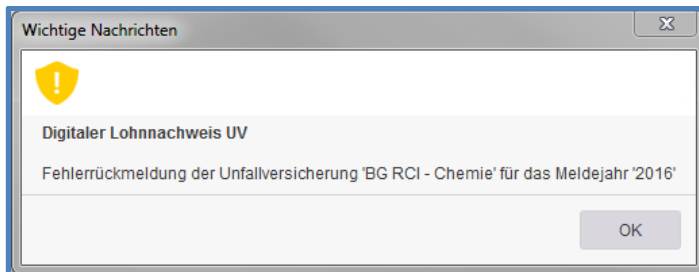 Wichtige Nachrichten
Digitaler Lohnnachweis UV
Fehlerrückmeldung der Unfallversicherung 'BG RCI - Chemie' für das Meldejahr '2016'
OK